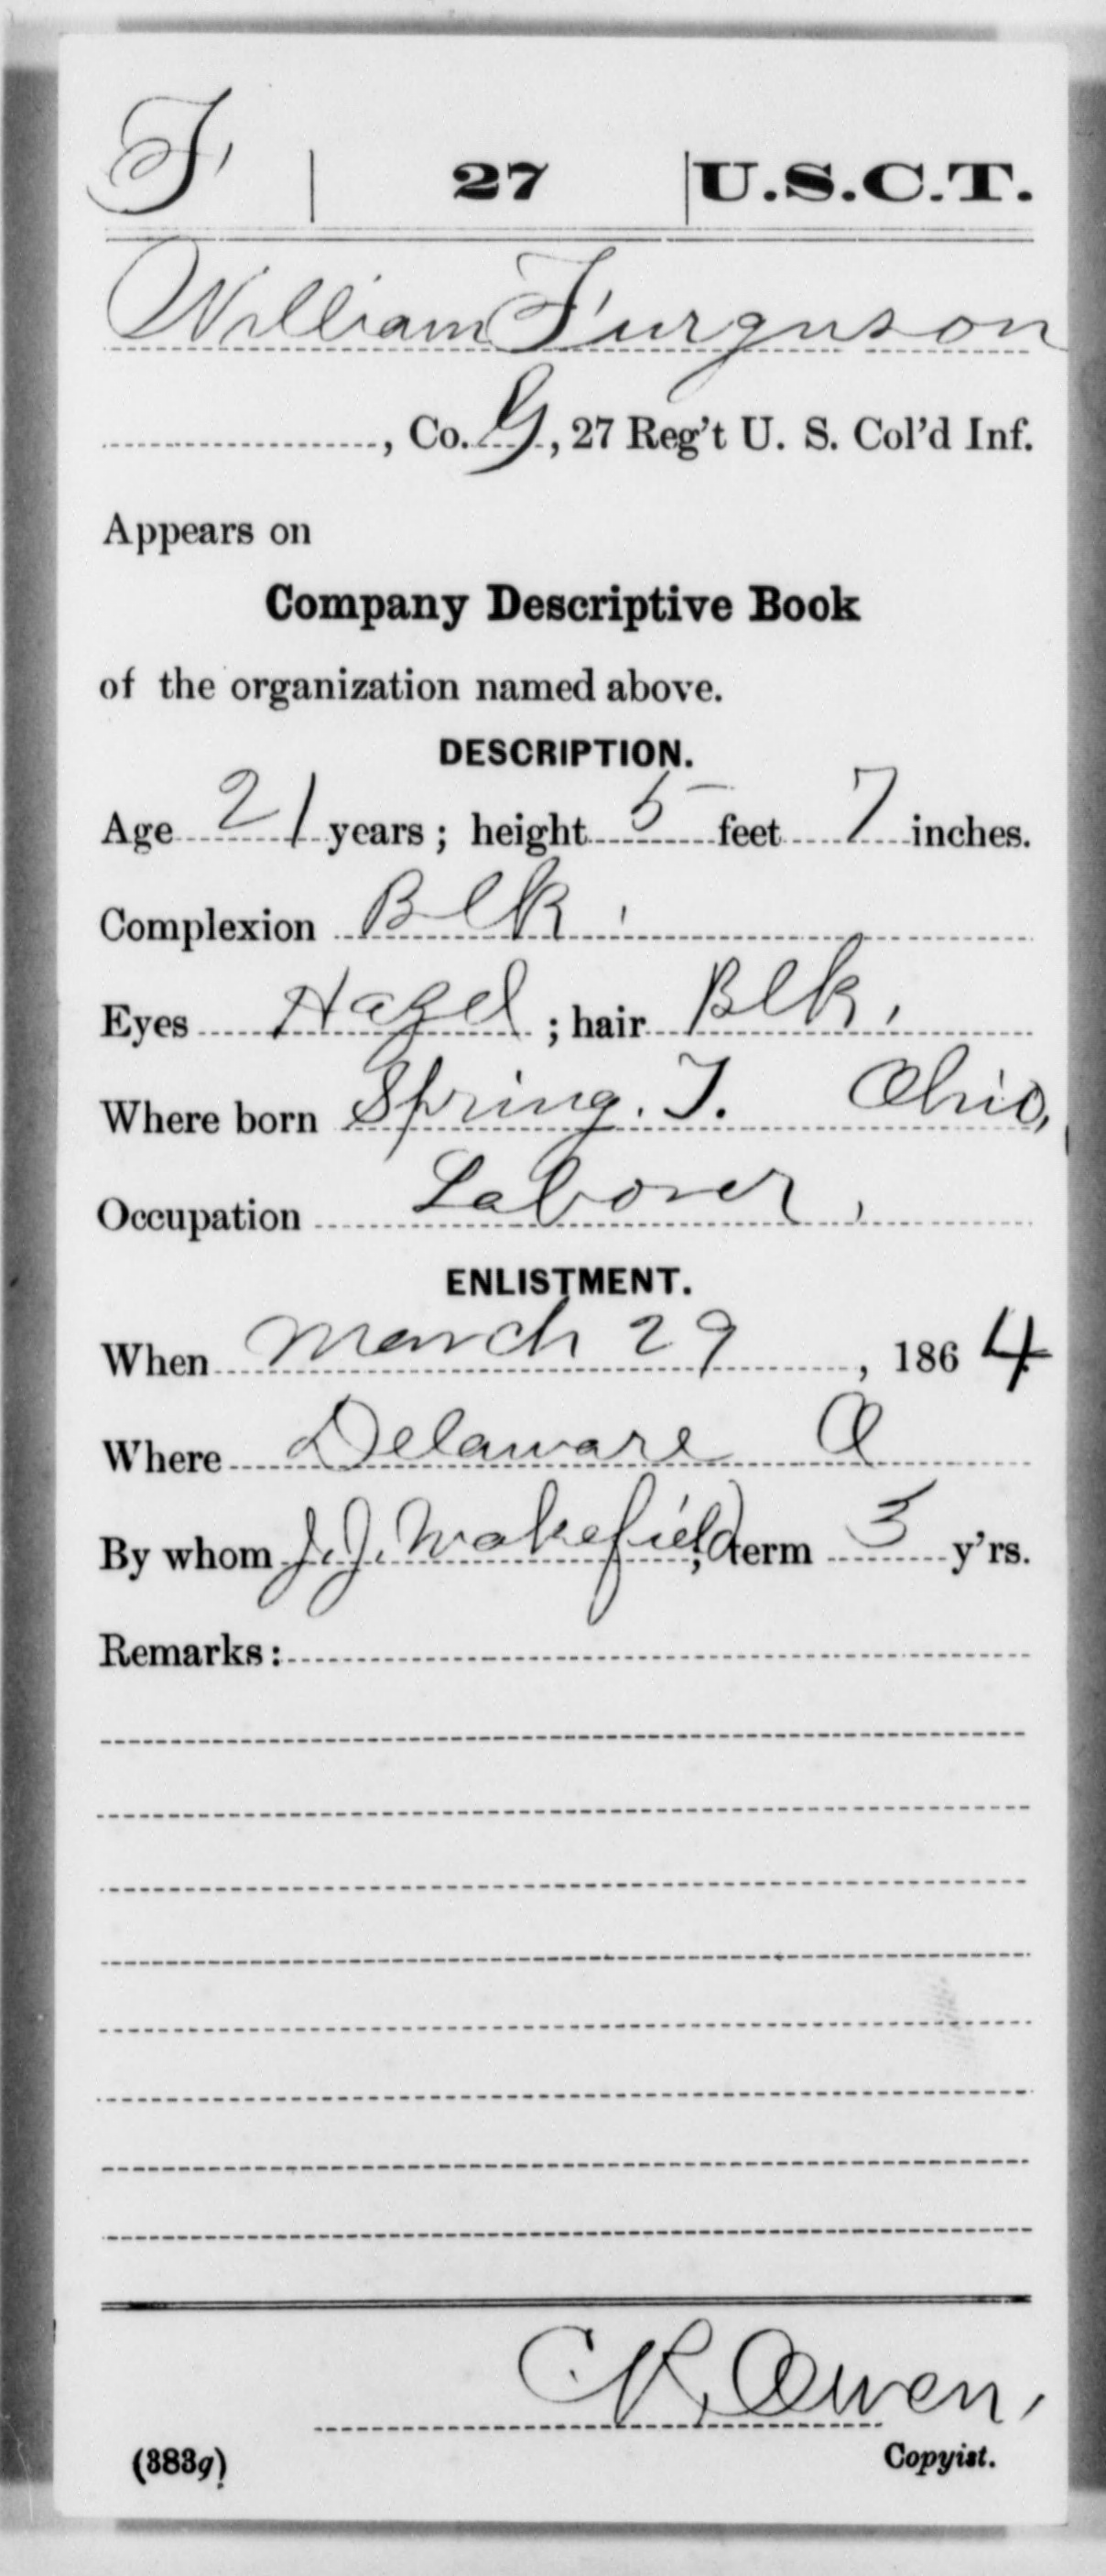 F | 27 | U.S.C.T.
William Furguson
, Co. G, 27 Reg't U. S. Col'd Inf.
Appears on
Company Descriptive Book
of the organization named above.
DESCRIPTION.
Age 21 years; height 5 feet 7 inches.
Complexion Blk.
Eyes Hazel; hair Blk.
Where born Spring. T. Ohio,
Occupation Laborer,
ENLISTMENT.
When March 29, 1864
Where Delaware O
By whom J. J. Wakefield, term 3 y'rs.
Remarks:
C. R. Owen,
(383g) Copyist.